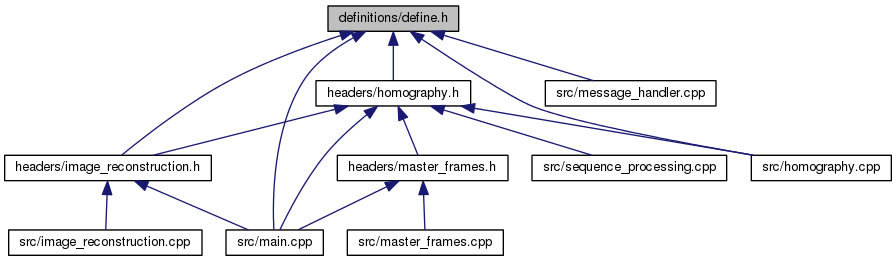 definitions/define.h
headers/homography.h
src/message_handler.cpp
headers/image_reconstruction.h
headers/master_frames.h
src/sequence_processing.cpp
src/homography.cpp
src/image_reconstruction.cpp
src/main.cpp
src/master_frames.cpp